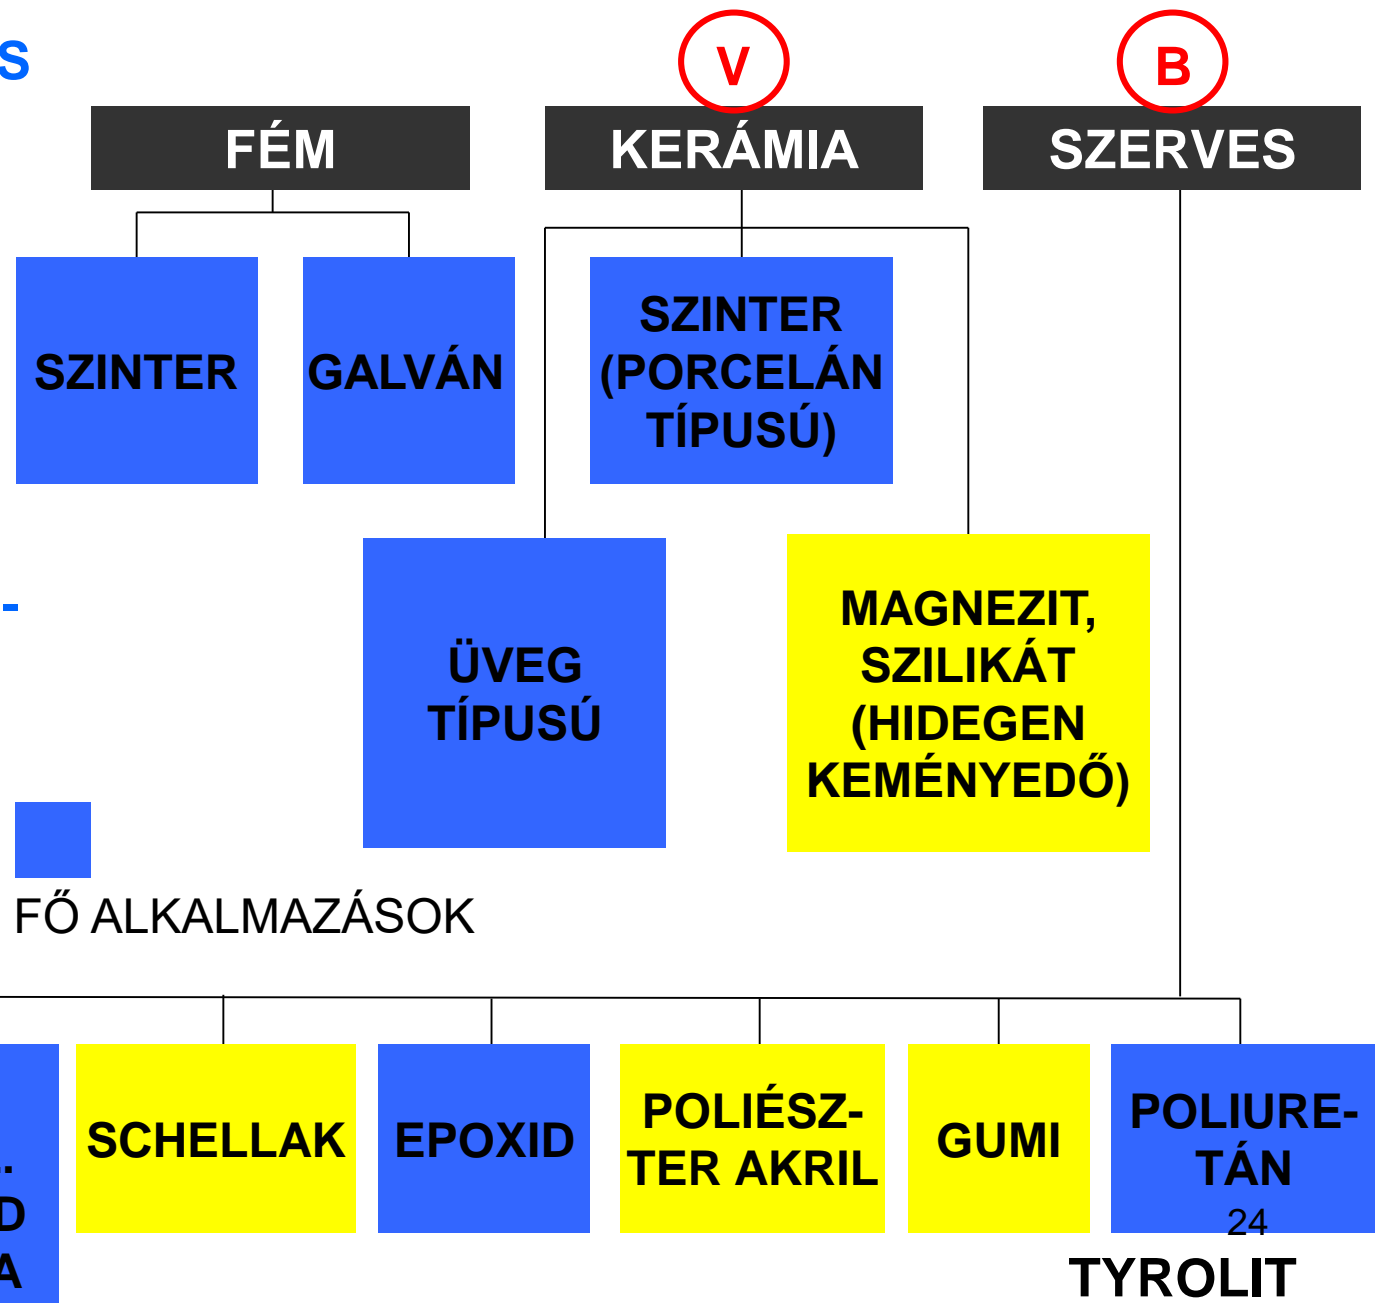 S
V
B
FÉM
KERÁMIA
SZERVES
SZINTER
GALVÁN
SZINTER
(PORCELÁN
TÍPUSÚ)
-
ÜVEG
TÍPUSÚ
MAGNEZIT,
SZILIKÁT
(HIDEGEN
KEMÉNYEDŐ)
FŐ ALKALMAZÁSOK
.
D
A
SCHELLAK
EPOXID
POLIÉSZ-
TER AKRIL
GUMI
POLIURE-
TÁN
24
TYROLIT